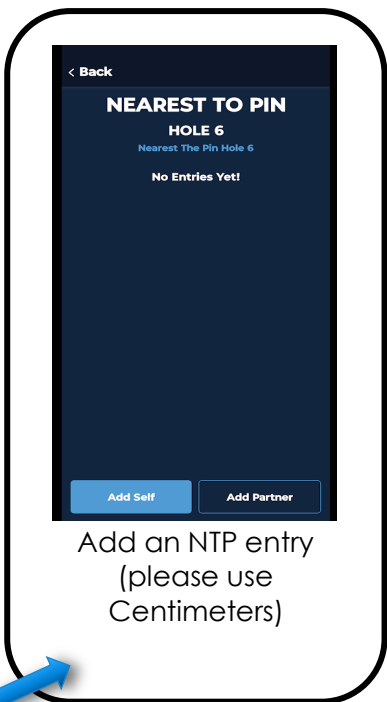 < Back
NEAREST TO PIN
HOLE 6
Nearest The Pin Hole 6
No Entries Yet!
Add Self
Add Partner
Add an NTP entry
(please use
Centimeters)